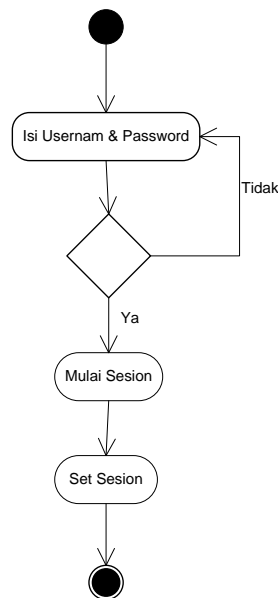 Isi Usernam & Password
Tidak
Ya
Mulai Sesion
Set Sesion